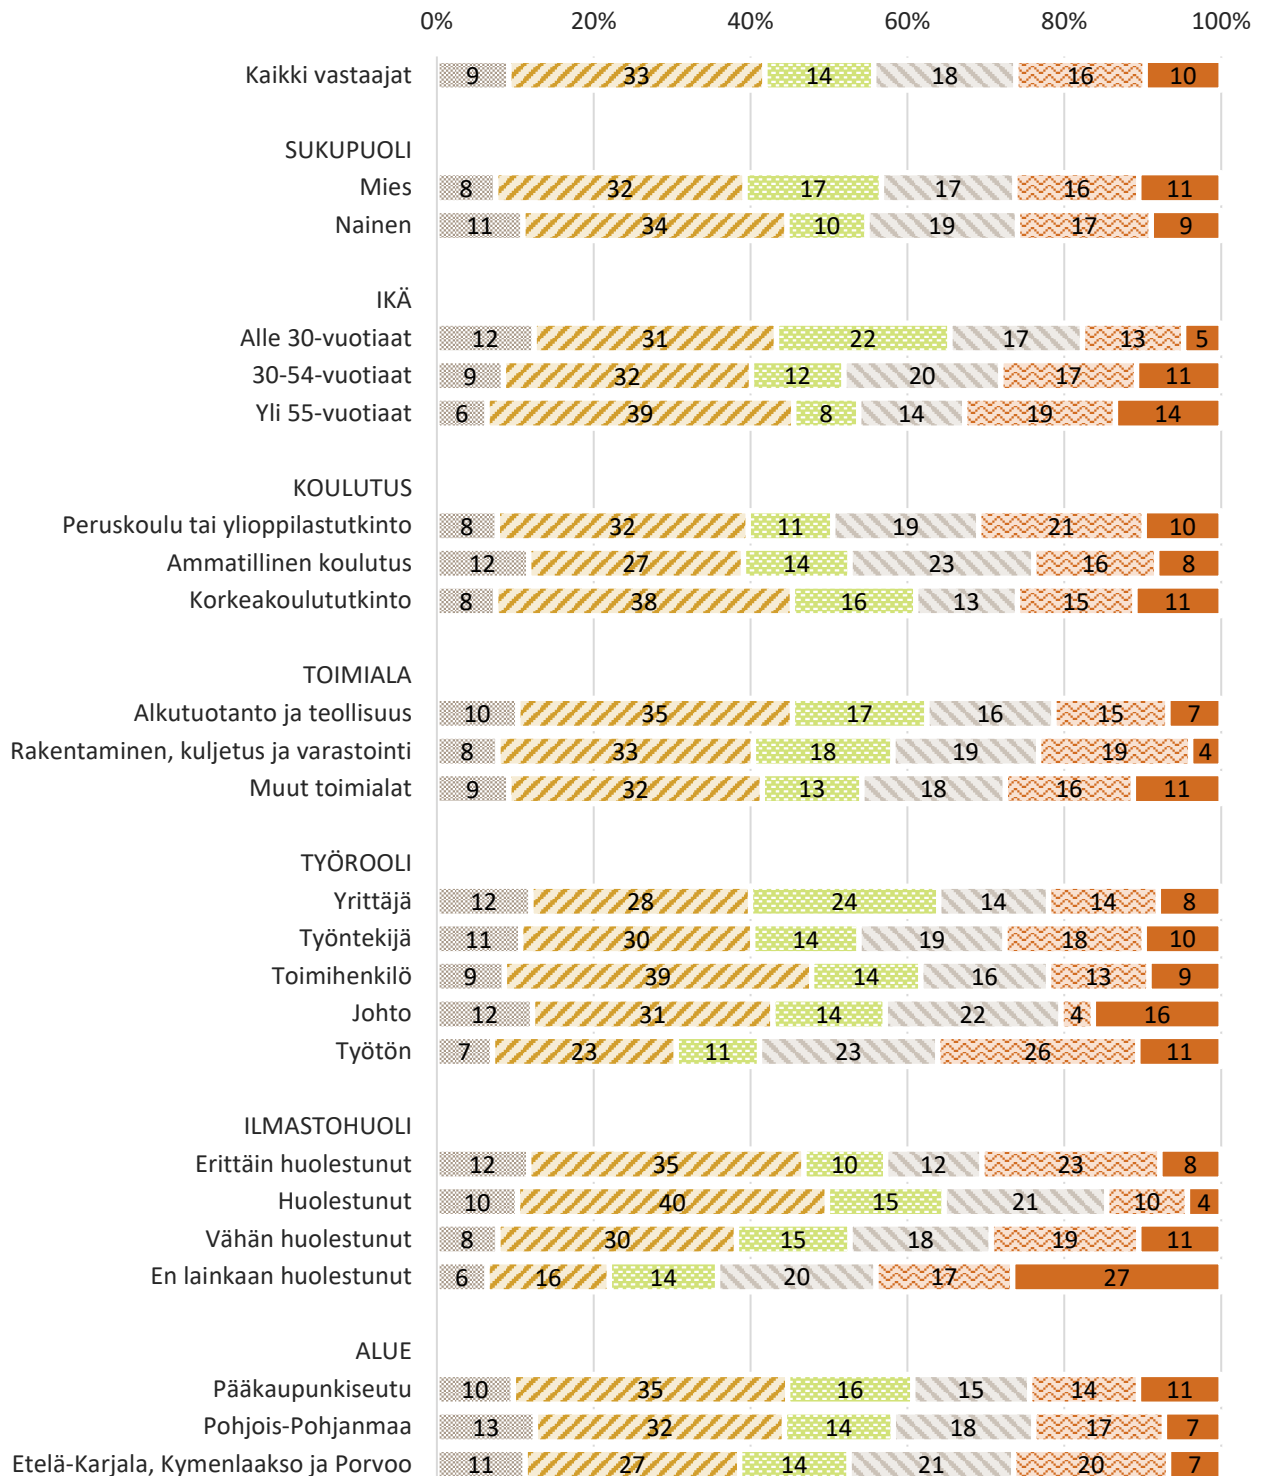 0% 20% 40% 60% 80% 100%
Kaikki vastaajat 9 33 14 18 16 10
SUKUPUOLI
Mies 8 32 17 17 16 11
Nainen 11 34 10 19 17 9
IKÄ
Alle 30-vuotiaat 12 31 22 17 13 5
30-54-vuotiaat 9 32 12 20 17 11
Yli 55-vuotiaat 6 39 8 14 19 14
KOULUTUS
Peruskoulu tai ylioppilastutkinto 8 32 11 19 21 10
Ammatillinen koulutus 12 27 14 23 16 8
Korkeakoulututkinto 8 38 16 13 15 11
TOIMIALA
Alkutuotanto ja teollisuus 10 35 17 16 15 7
Rakentaminen, kuljetus ja varastointi 8 33 18 19 19 4
Muut toimialat 9 32 13 18 16 11
TYÖROOLI
Yrittäjä 12 28 24 14 14 8
Työntekijä 11 30 14 19 18 10
Toimihenkilö 9 39 14 16 13 9
Johto 12 31 14 22 4 16
Työtön 7 23 11 23 26 11
ILMASTOHUOLI
Erittäin huolestunut 12 35 10 12 23 8
Huolestunut 10 40 15 21 10 4
Vähän huolestunut 8 30 15 18 19 11
En lainkaan huolestunut 6 16 14 20 17 27
ALUE
Pääkaupunkiseutu 10 35 16 15 14 11
Pohjois-Pohjanmaa 13 32 14 18 17 7
Etelä-Karjala, Kymenlaakso ja Porvoo 11 27 14 21 20 7